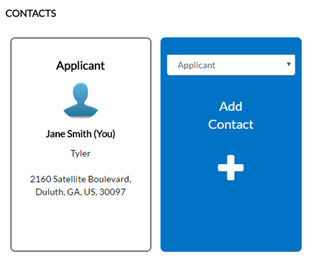 CONTACTS
Applicant
Jane Smith (You)
Tyler
2160 Satellite Boulevard,
Duluth, GA, US, 30097
Applicant
Add
Contact